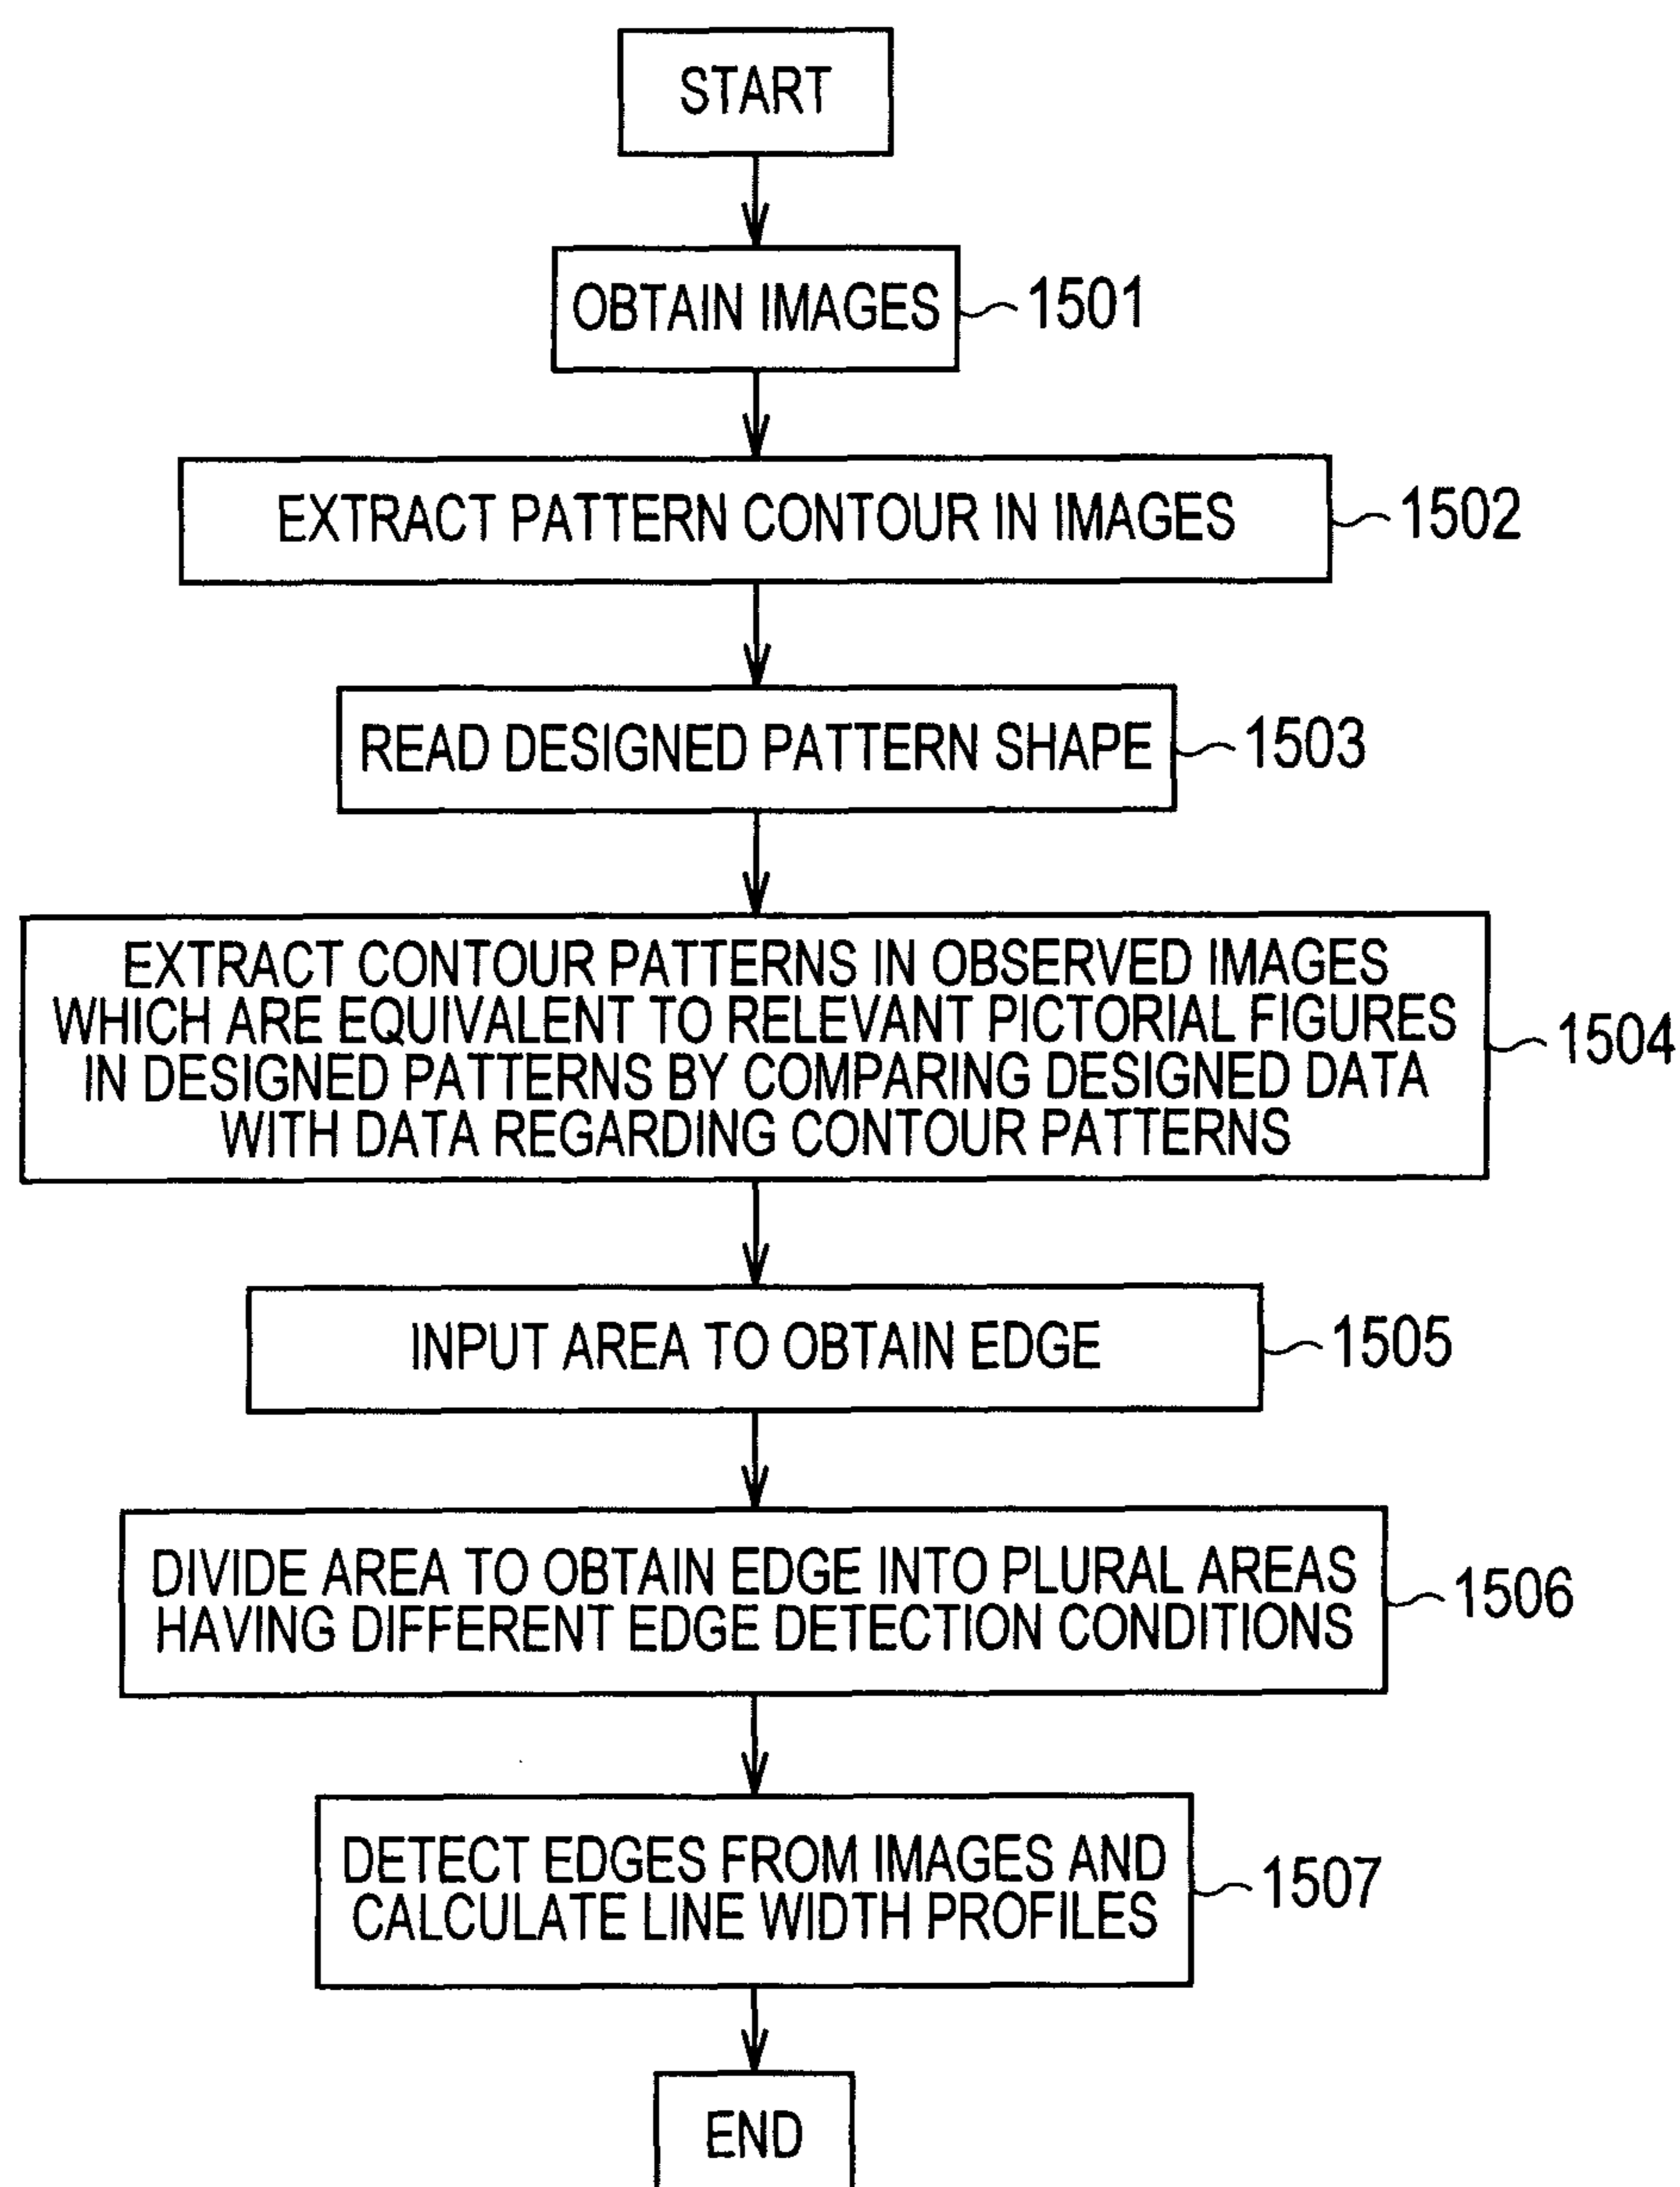 START
OBTAIN IMAGES
1501
EXTRACT PATTERN CONTOUR IN IMAGES
1502
READ DESIGNED PATTERN SHAPE
1503
EXTRACT CONTOUR PATTERNS IN OBSERVED IMAGES
WHICH ARE EQUIVALENT TO RELEVANT PICTORIAL FIGURES
IN DESIGNED PATTERNS BY COMPARING DESIGNED DATA
WITH DATA REGARDING CONTOUR PATTERNS
1504
INPUT AREA TO OBTAIN EDGE
1505
DIVIDE AREA TO OBTAIN EDGE INTO PLURAL AREAS
HAVING DIFFERENT EDGE DETECTION CONDITIONS
1506
DETECT EDGES FROM IMAGES AND
CALCULATE LINE WIDTH PROFILES
1507
END